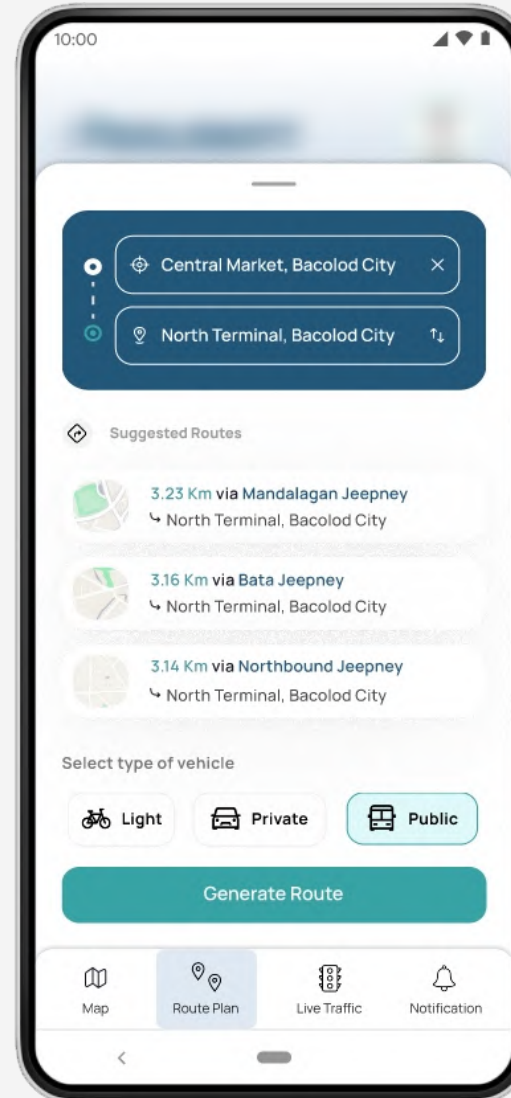 10:00
Central Market, Bacolod City
North Terminal, Bacolod City
Suggested Routes
3.23 Km via Mandalagan Jeepney
North Terminal, Bacolod City
3.16 Km via Bata Jeepney
North Terminal, Bacolod City
3.14 Km via Northbound Jeepney
North Terminal, Bacolod City
Select type of vehicle
Light Private Public
Generate Route
Map Route Plan Live Traffic Notification